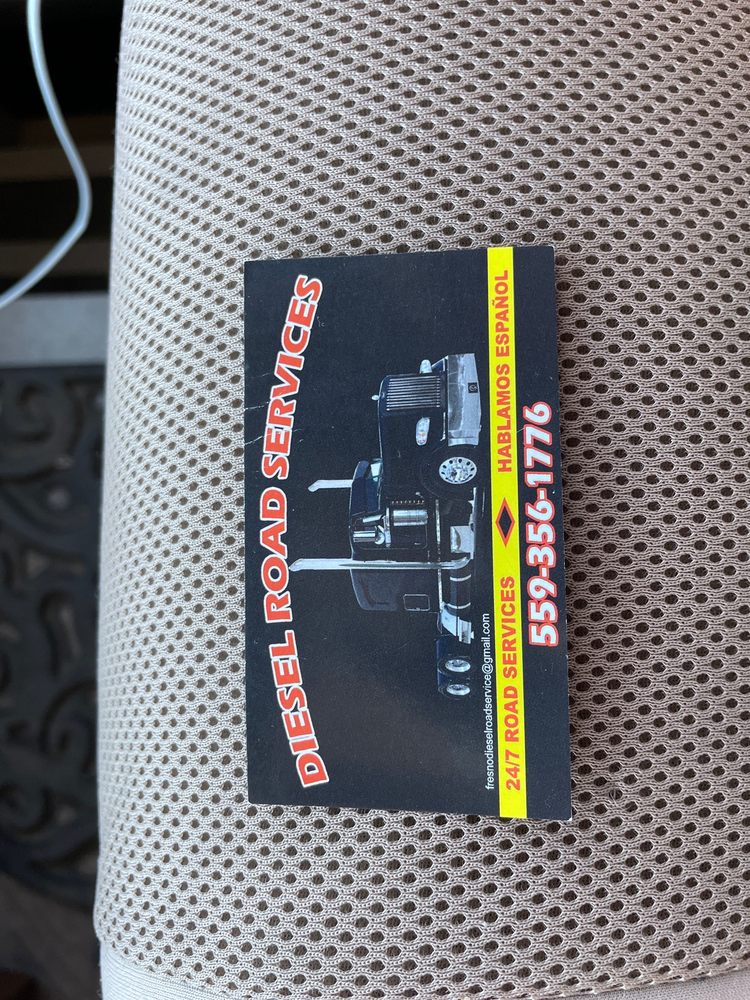 DIESEL ROAD SERVICES
fresnodieselroadservice@gmail.com
24/7 ROAD SERVICES HABLAMOS ESPAÑOL
559-356-1776